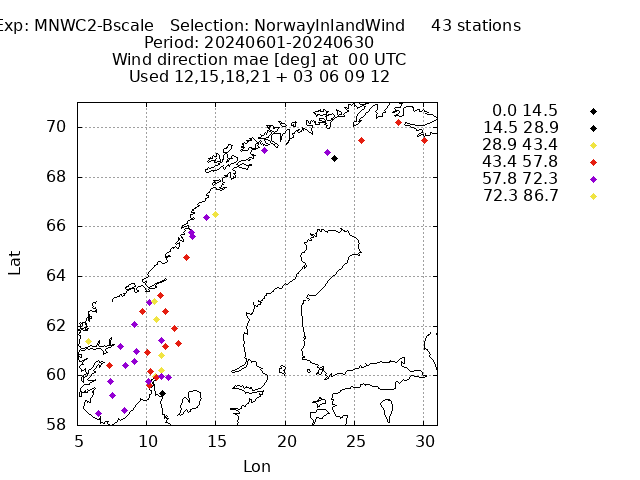 Exp: MNWC2-Bscale   Selection: NorwayInlandWind     43 stations
Period: 20240601-20240630
Wind direction mae [deg] at  00 UTC
Used 12,15,18,21 + 03 06 09 12
0.0 14.5
14.5 28.9
28.9 43.4
43.4 57.8
57.8 72.3
72.3 86.7
70
68
66
64
62
60
58
Lat
5 10 15 20 25 30
Lon